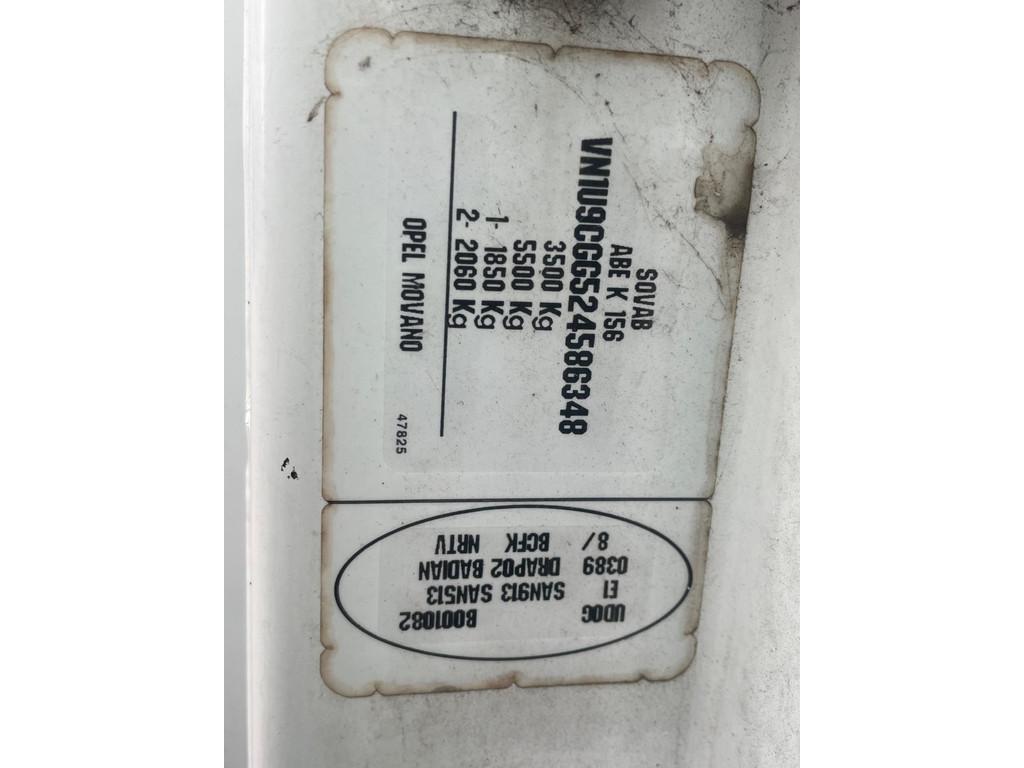 SOVAB
ABE K 156
VN1U9CGG524586348
3500 Kg
5500 Kg
1- 1850 Kg
2- 2060 Kg
OPEL MOVANO
47825
UDOG B001082
E1 SAN913 SAN513
0389 DRAP02 BADIAN
8/ BCFK NRTV